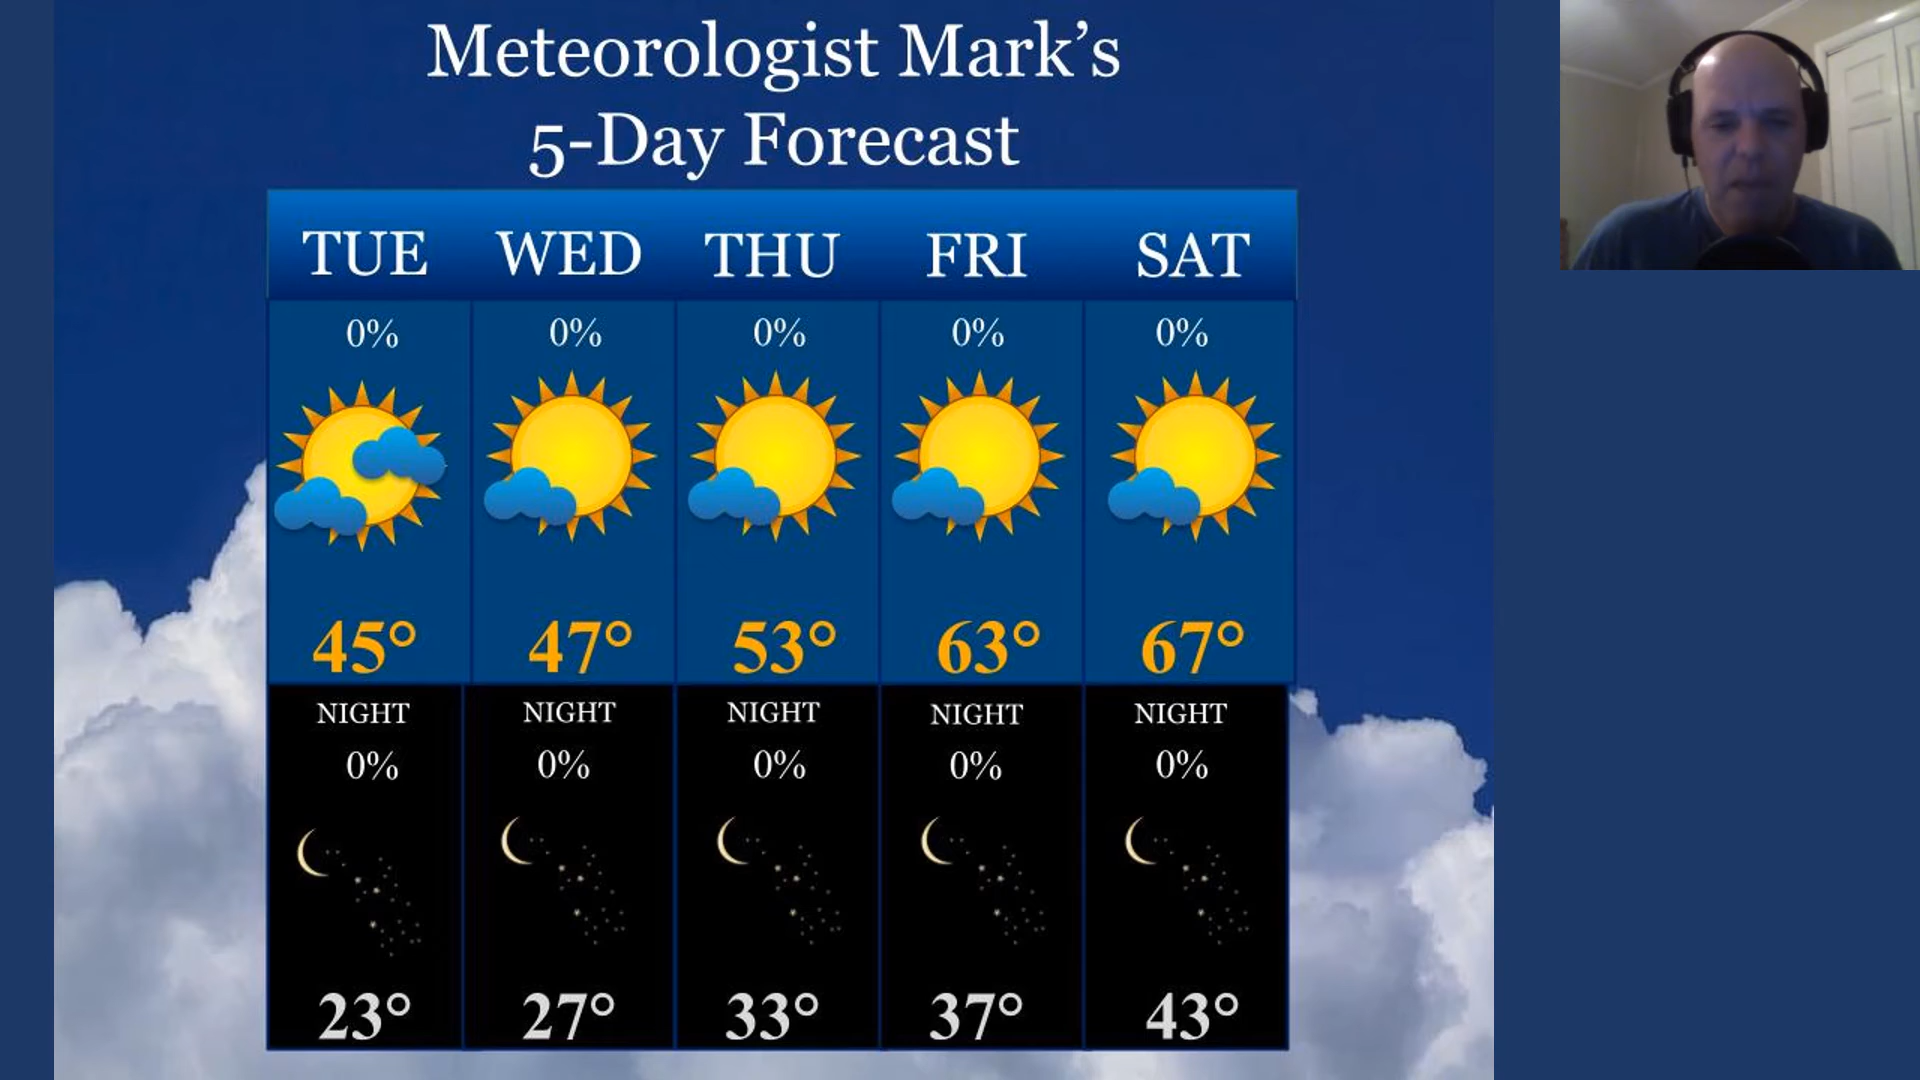 Meteorologist Mark’s
5-Day Forecast
TUE WED THU FRI SAT
0% 0% 0% 0% 0%
45° 47° 53° 63° 67°
NIGHT NIGHT NIGHT NIGHT NIGHT
0% 0% 0% 0% 0%
23° 27° 33° 37° 43°